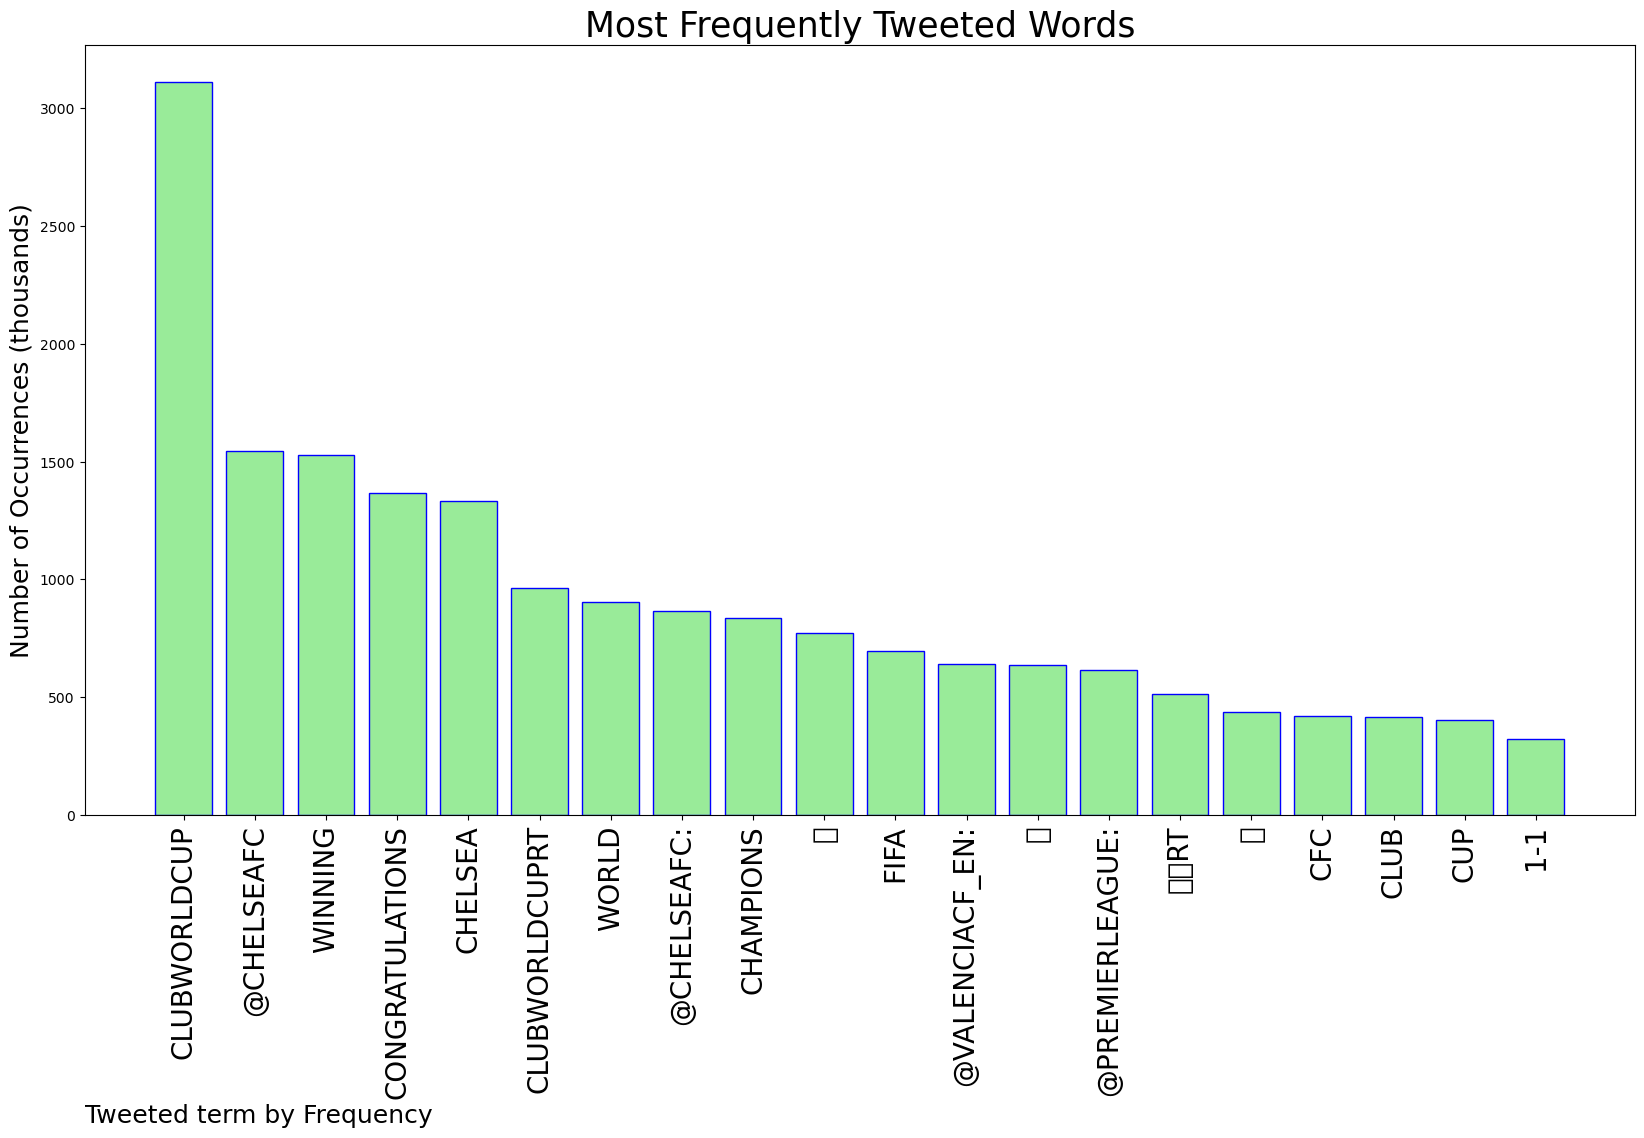 Most Frequently Tweeted Words
Number of Occurrences (thousands)
3000
2500
2000
1500
1000
500
0
CLUBWORLDCUP
@CHELSEAFC
WINNING
CONGRATULATIONS
CHELSEA
CLUBWORLDCUPRT
WORLD
@CHELSEAFC:
CHAMPIONS
▯
FIFA
@VALENCIACF_EN:
▯
@PREMIERLEAGUE:
▯▯RT
▯
CFC
CLUB
CUP
1-1
Tweeted term by Frequency